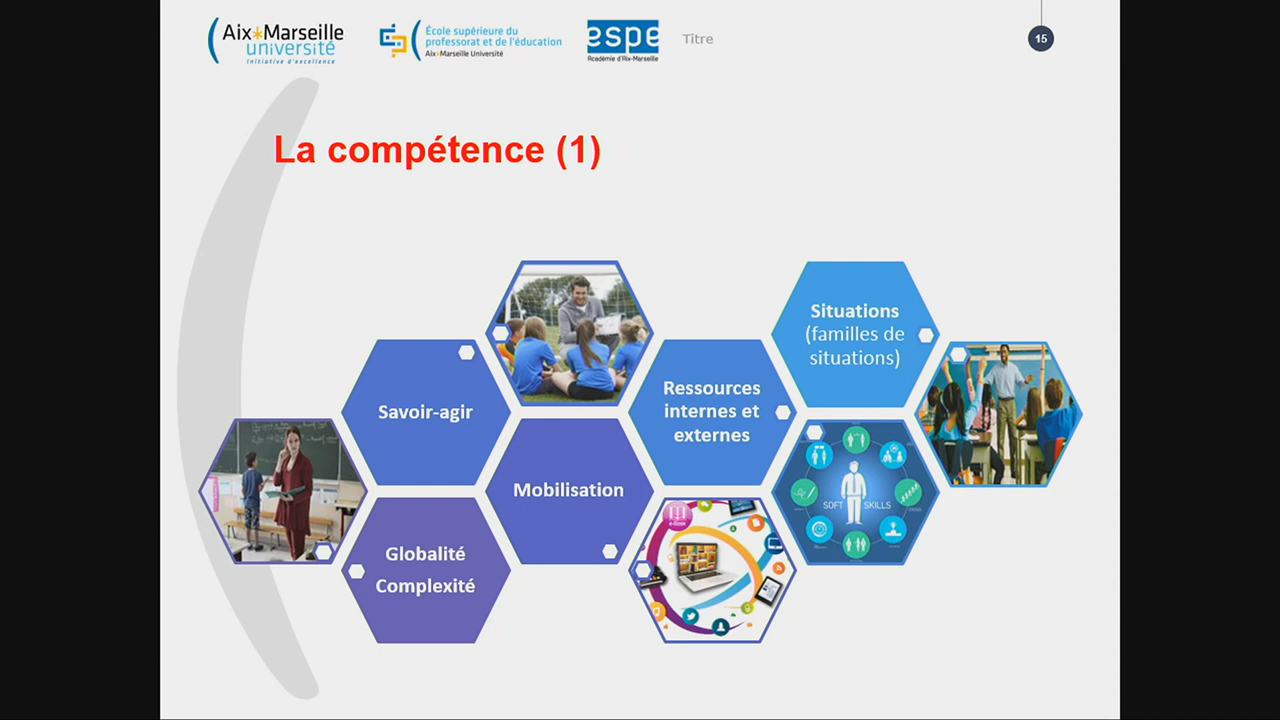 Aix*Marseille
université
Initiative d'excellence
École supérieure du
professorat et de l'éducation
Aix*Marseille Université
espe
Académie d'Aix-Marseille
Titre
15
La compétence (1)
Situations
(familles de
situations)
Savoir-agir
Ressources
internes et
externes
Mobilisation
SOFT SKILLS
Globalité
Complexité
e-Book